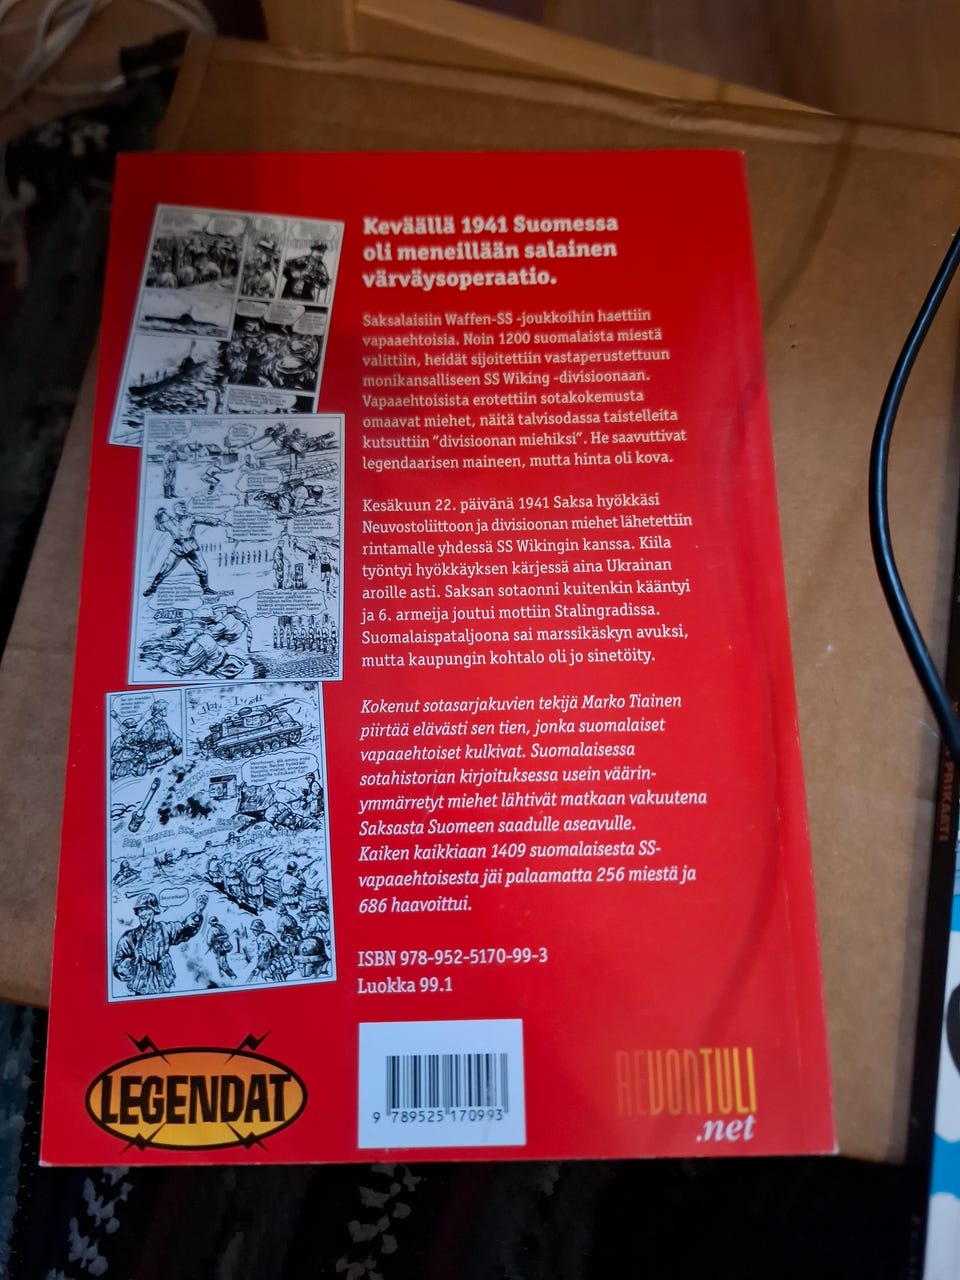 Keväällä 1941 Suomessa
oli meneillään salainen
värväysoperaatio.
Saksalaisiin Waffen-SS -joukkoihin haettiin
vapaaehtoisia. Noin 1200 suomalaista miestä
valittiin, heidät sijoitettiin vastaperustettuun
monikansalliseen SS Wiking -divisioonaan.
Vapaaehtoisista erotettiin sotakokemusta
omaavat miehet, näitä talvisodassa taistelleita
kutsuttiin "divisioonan miehiksi". He saavuttivat
legendaarisen maineen, mutta hinta oli kova.
Kesäkuun 22. päivänä 1941 Saksa hyökkäsi
Neuvostoliittoon ja divisioonan miehet lähetettiin
rintamalle yhdessä SS Wikingin kanssa. Kiila
työntyi hyökkäyksen kärjessä aina Ukrainan
aroille asti. Saksan sotaonni kuitenkin kääntyi
ja 6. armeija joutui mottiin Stalingradissa.
Suomalaispataljoona sai marssikäskyn avuksi,
mutta kaupungin kohtalo oli jo sinetöity.
Kokenut sotasarjakuvien tekijä Marko Tiainen
piirtää elävästi sen tien, jonka suomalaiset
vapaaehtoiset kulkivat. Suomalaisessa
sotahistorian kirjoituksessa usein väärin-
ymmärretyt miehet lähtivät matkaan vakuutena
Saksasta Suomeen saadulle aseavulle.
Kaiken kaikkiaan 1409 suomalaisesta SS-
vapaaehtoisesta jäi palaamatta 256 miestä ja
686 haavoittui.
ISBN 978-952-5170-99-3
Luokka 99.1
LEGENDAT
9 789525 170993
REVONTULI
.net
PRIKAATI